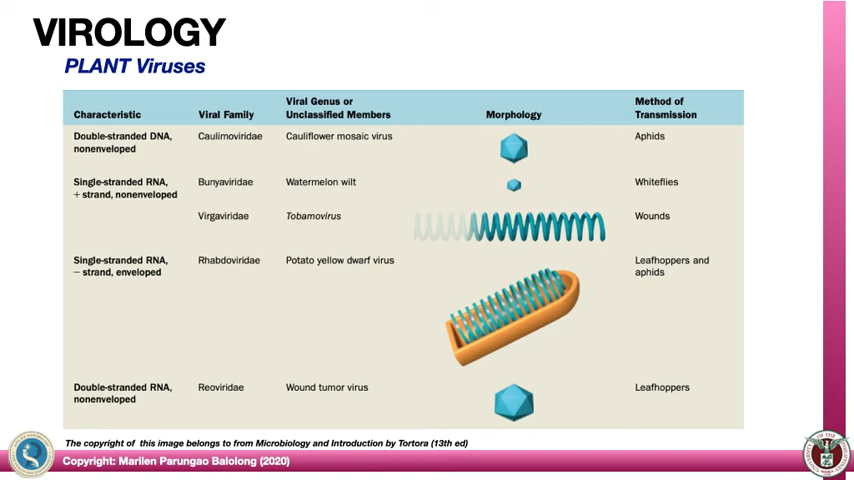 VIROLOGY
PLANT Viruses
Characteristic Viral Family Viral Genus or Unclassified Members Morphology Method of Transmission
Double-stranded DNA, nonenveloped Caulimoviridae Cauliflower mosaic virus Aphids
Single-stranded RNA, + strand, nonenveloped Bunyaviridae Watermelon wilt Whiteflies
Virgaviridae Tobamovirus Wounds
Single-stranded RNA, − strand, enveloped Rhabdoviridae Potato yellow dwarf virus Leafhoppers and aphids
Double-stranded RNA, nonenveloped Reoviridae Wound tumor virus Leafhoppers
The copyright of this image belongs to from Microbiology and Introduction by Tortora (13th ed)
Copyright: Marilen Parungao Balolong (2020)